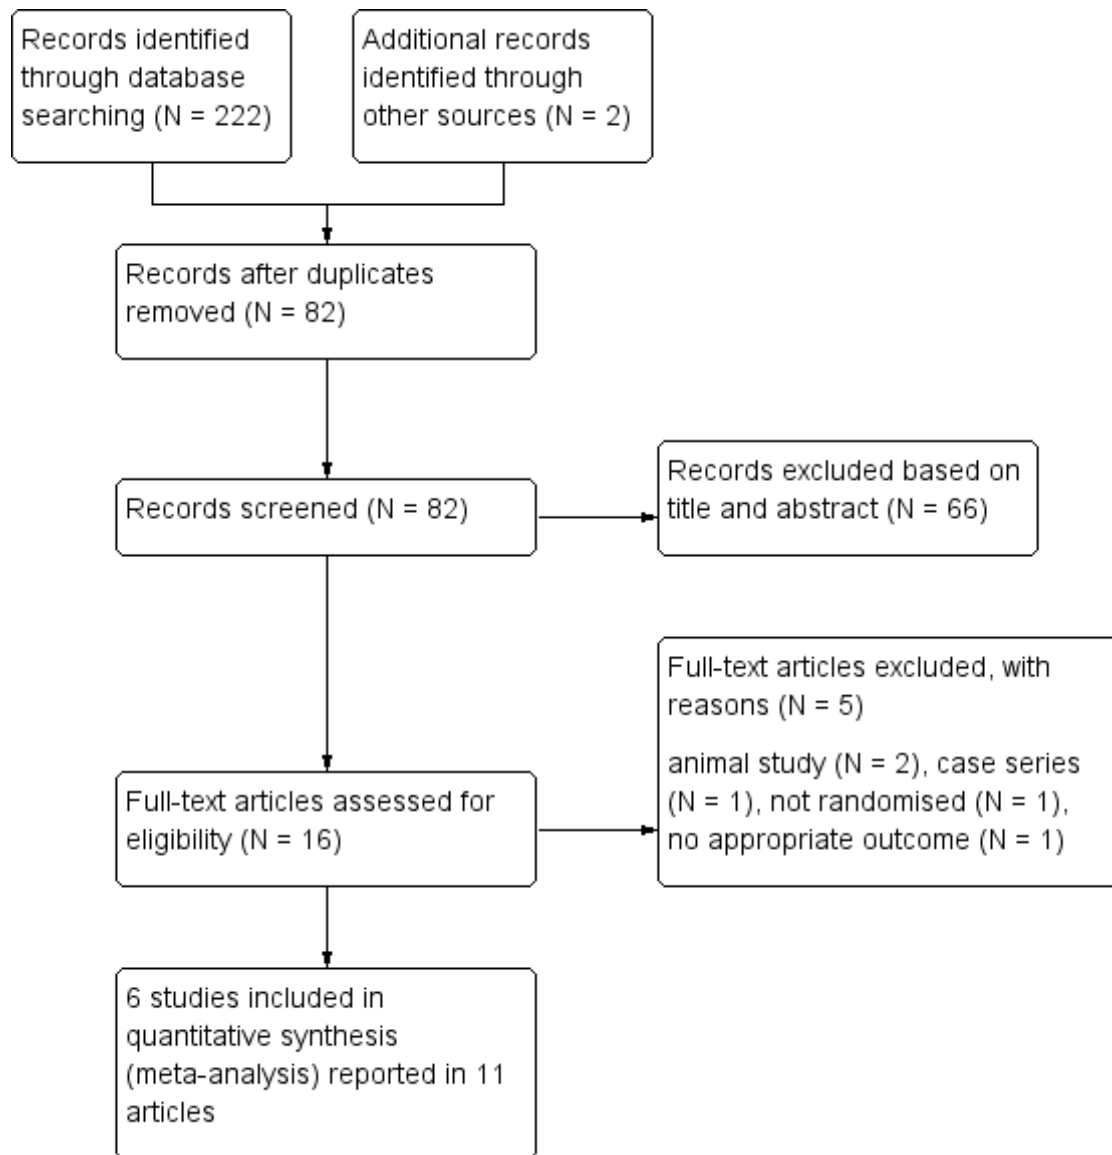 Records identified
through database
searching (N = 222)
Additional records
identified through
other sources (N = 2)
Records after duplicates
removed (N = 82)
Records screened (N = 82)
Records excluded based on
title and abstract (N = 66)
Full-text articles assessed for
eligibility (N = 16)
Full-text articles excluded, with
reasons (N = 5)
animal study (N = 2), case series
(N = 1), not randomised (N = 1),
no appropriate outcome (N = 1)
6 studies included in
quantitative synthesis
(meta-analysis) reported in 11
articles